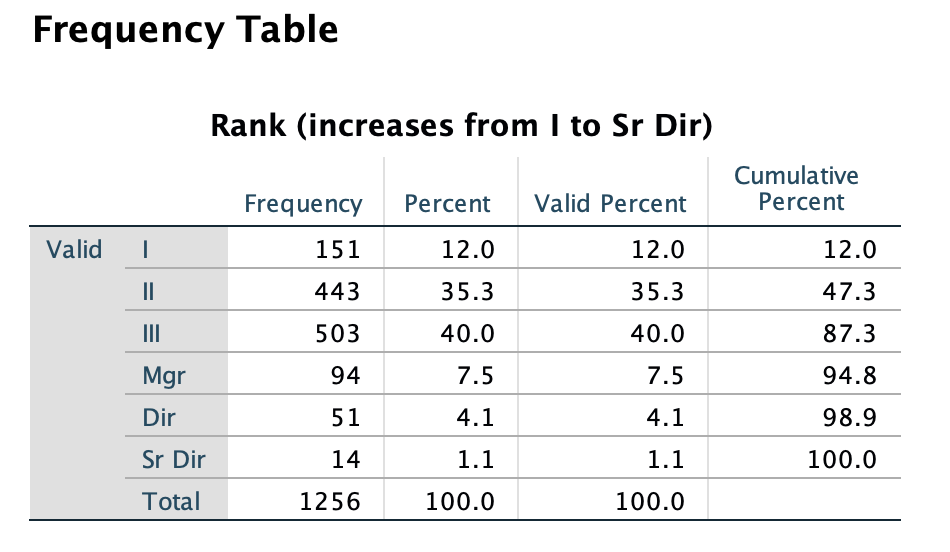 Frequency Table
Rank (increases from I to Sr Dir)
Frequency Percent Valid Percent Cumulative Percent
Valid I 151 12.0 12.0 12.0
II 443 35.3 35.3 47.3
III 503 40.0 40.0 87.3
Mgr 94 7.5 7.5 94.8
Dir 51 4.1 4.1 98.9
Sr Dir 14 1.1 1.1 100.0
Total 1256 100.0 100.0